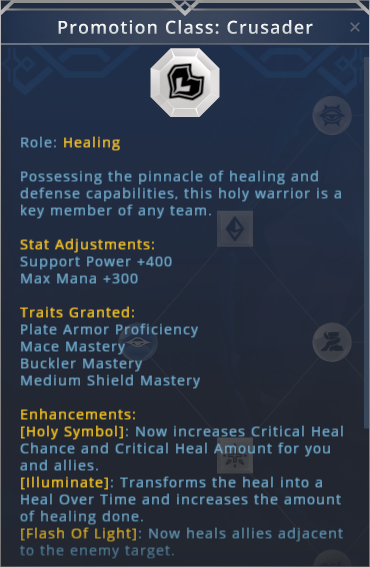 Promotion Class: Crusader
Role: Healing
Possessing the pinnacle of healing and
defense capabilities, this holy warrior is a
key member of any team.
Stat Adjustments:
Support Power +400
Max Mana +300
Traits Granted:
Plate Armor Proficiency
Mace Mastery
Buckler Mastery
Medium Shield Mastery
Enhancements:
[Holy Symbol]: Now increases Critical Heal
Chance and Critical Heal Amount for you
and allies.
[Illuminate]: Transforms the heal into a
Heal Over Time and increases the amount
of healing done.
[Flash Of Light]: Now heals allies adjacent
to the enemy target.